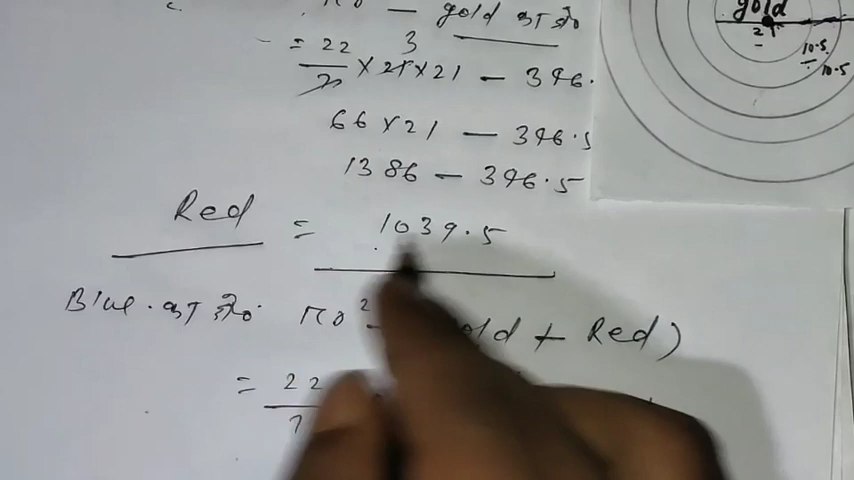 πr² — gold का क्षे०
= 22/7 × 21 × 21 — 346.
3
66 × 21 — 346.5
1386 — 346.5
Red = 1039.5
Blue. का क्षे० πr² - gold + Red)
= 22/7
gold
21
10.5
10.5